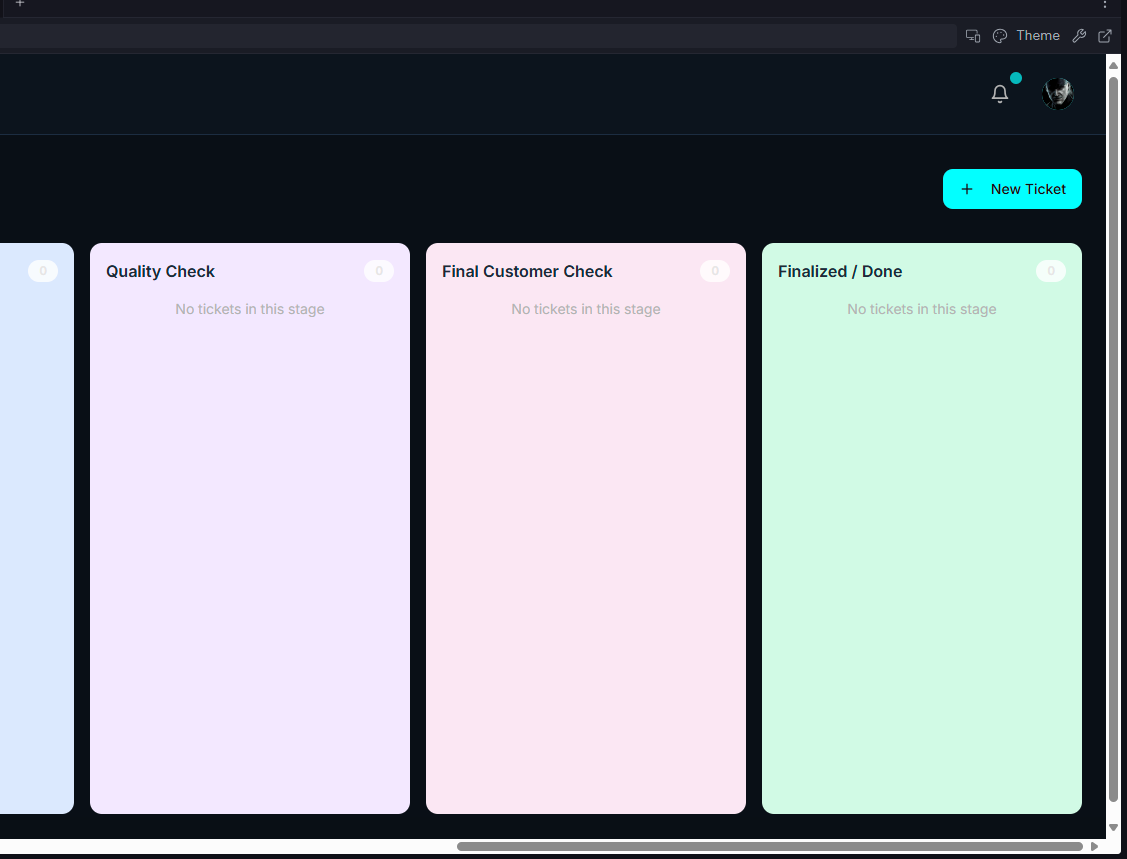 Theme
New Ticket
0
Quality Check 0
No tickets in this stage
Final Customer Check 0
No tickets in this stage
Finalized / Done 0
No tickets in this stage